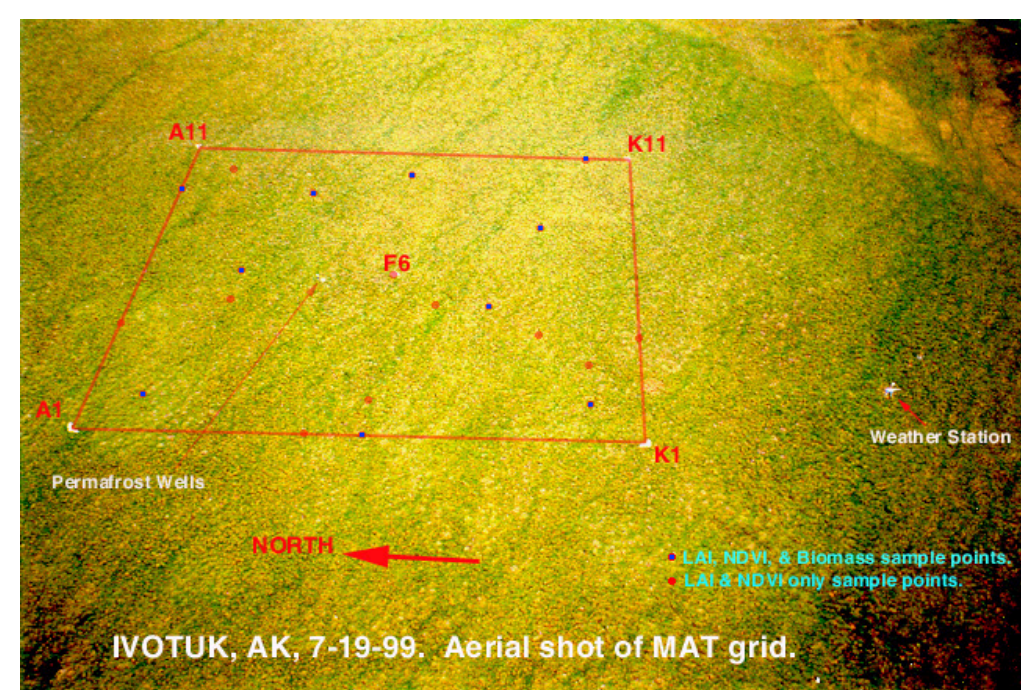 A11
K11
F6
A1
K1
Weather Station
Permafrost Wells
NORTH
LAI, NDVI, & Biomass sample points.
LAI & NDVI only sample points.
IVOTUK, AK, 7-19-99. Aerial shot of MAT grid.